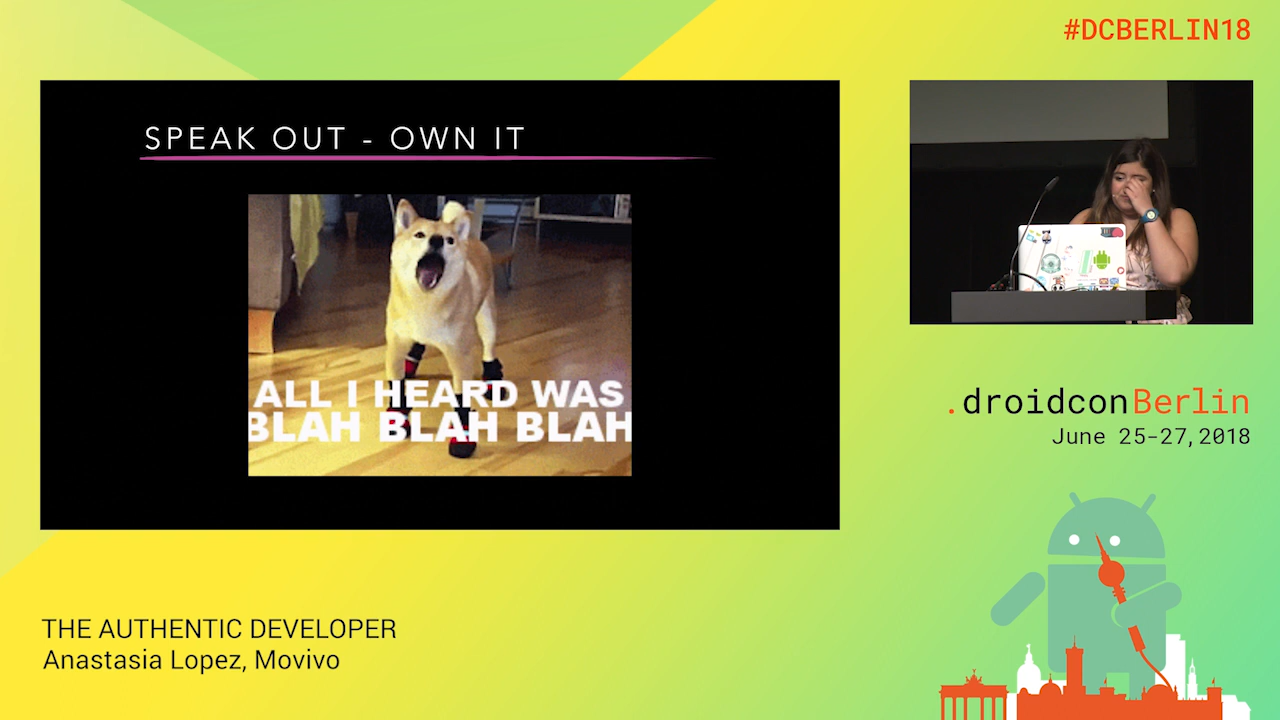 #DCBERLIN18
SPEAK OUT - OWN IT
ALL I HEARD WAS
BLAH BLAH BLAH
.droidconBerlin
June 25-27,2018
THE AUTHENTIC DEVELOPER
Anastasia Lopez, Movivo